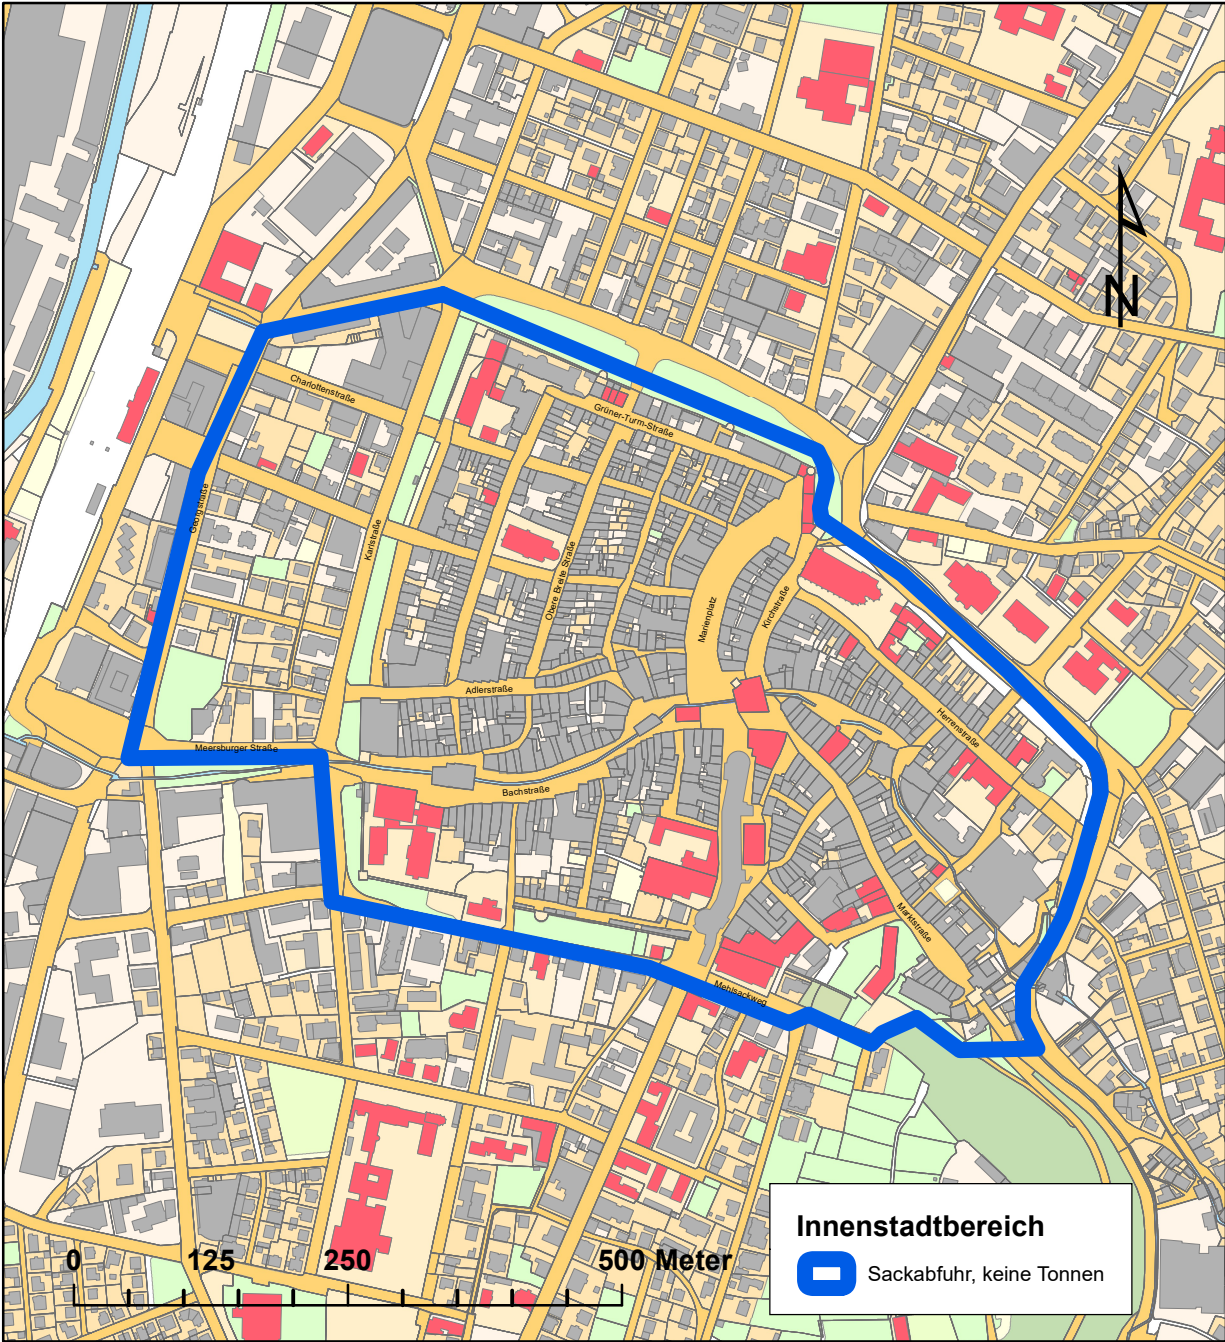 N
Charlottenstraße
Grüner-Turm-Straße
Georgstraße
Karlstraße
Obere Breite Straße
Marienplatz
Kirchstraße
Adlerstraße
Herrenstraße
Meersburger Straße
Bachstraße
Marktstraße
Mehlsackweg
Innenstadtbereich
Sackabfuhr, keine Tonnen
0 125 250 500 Meter